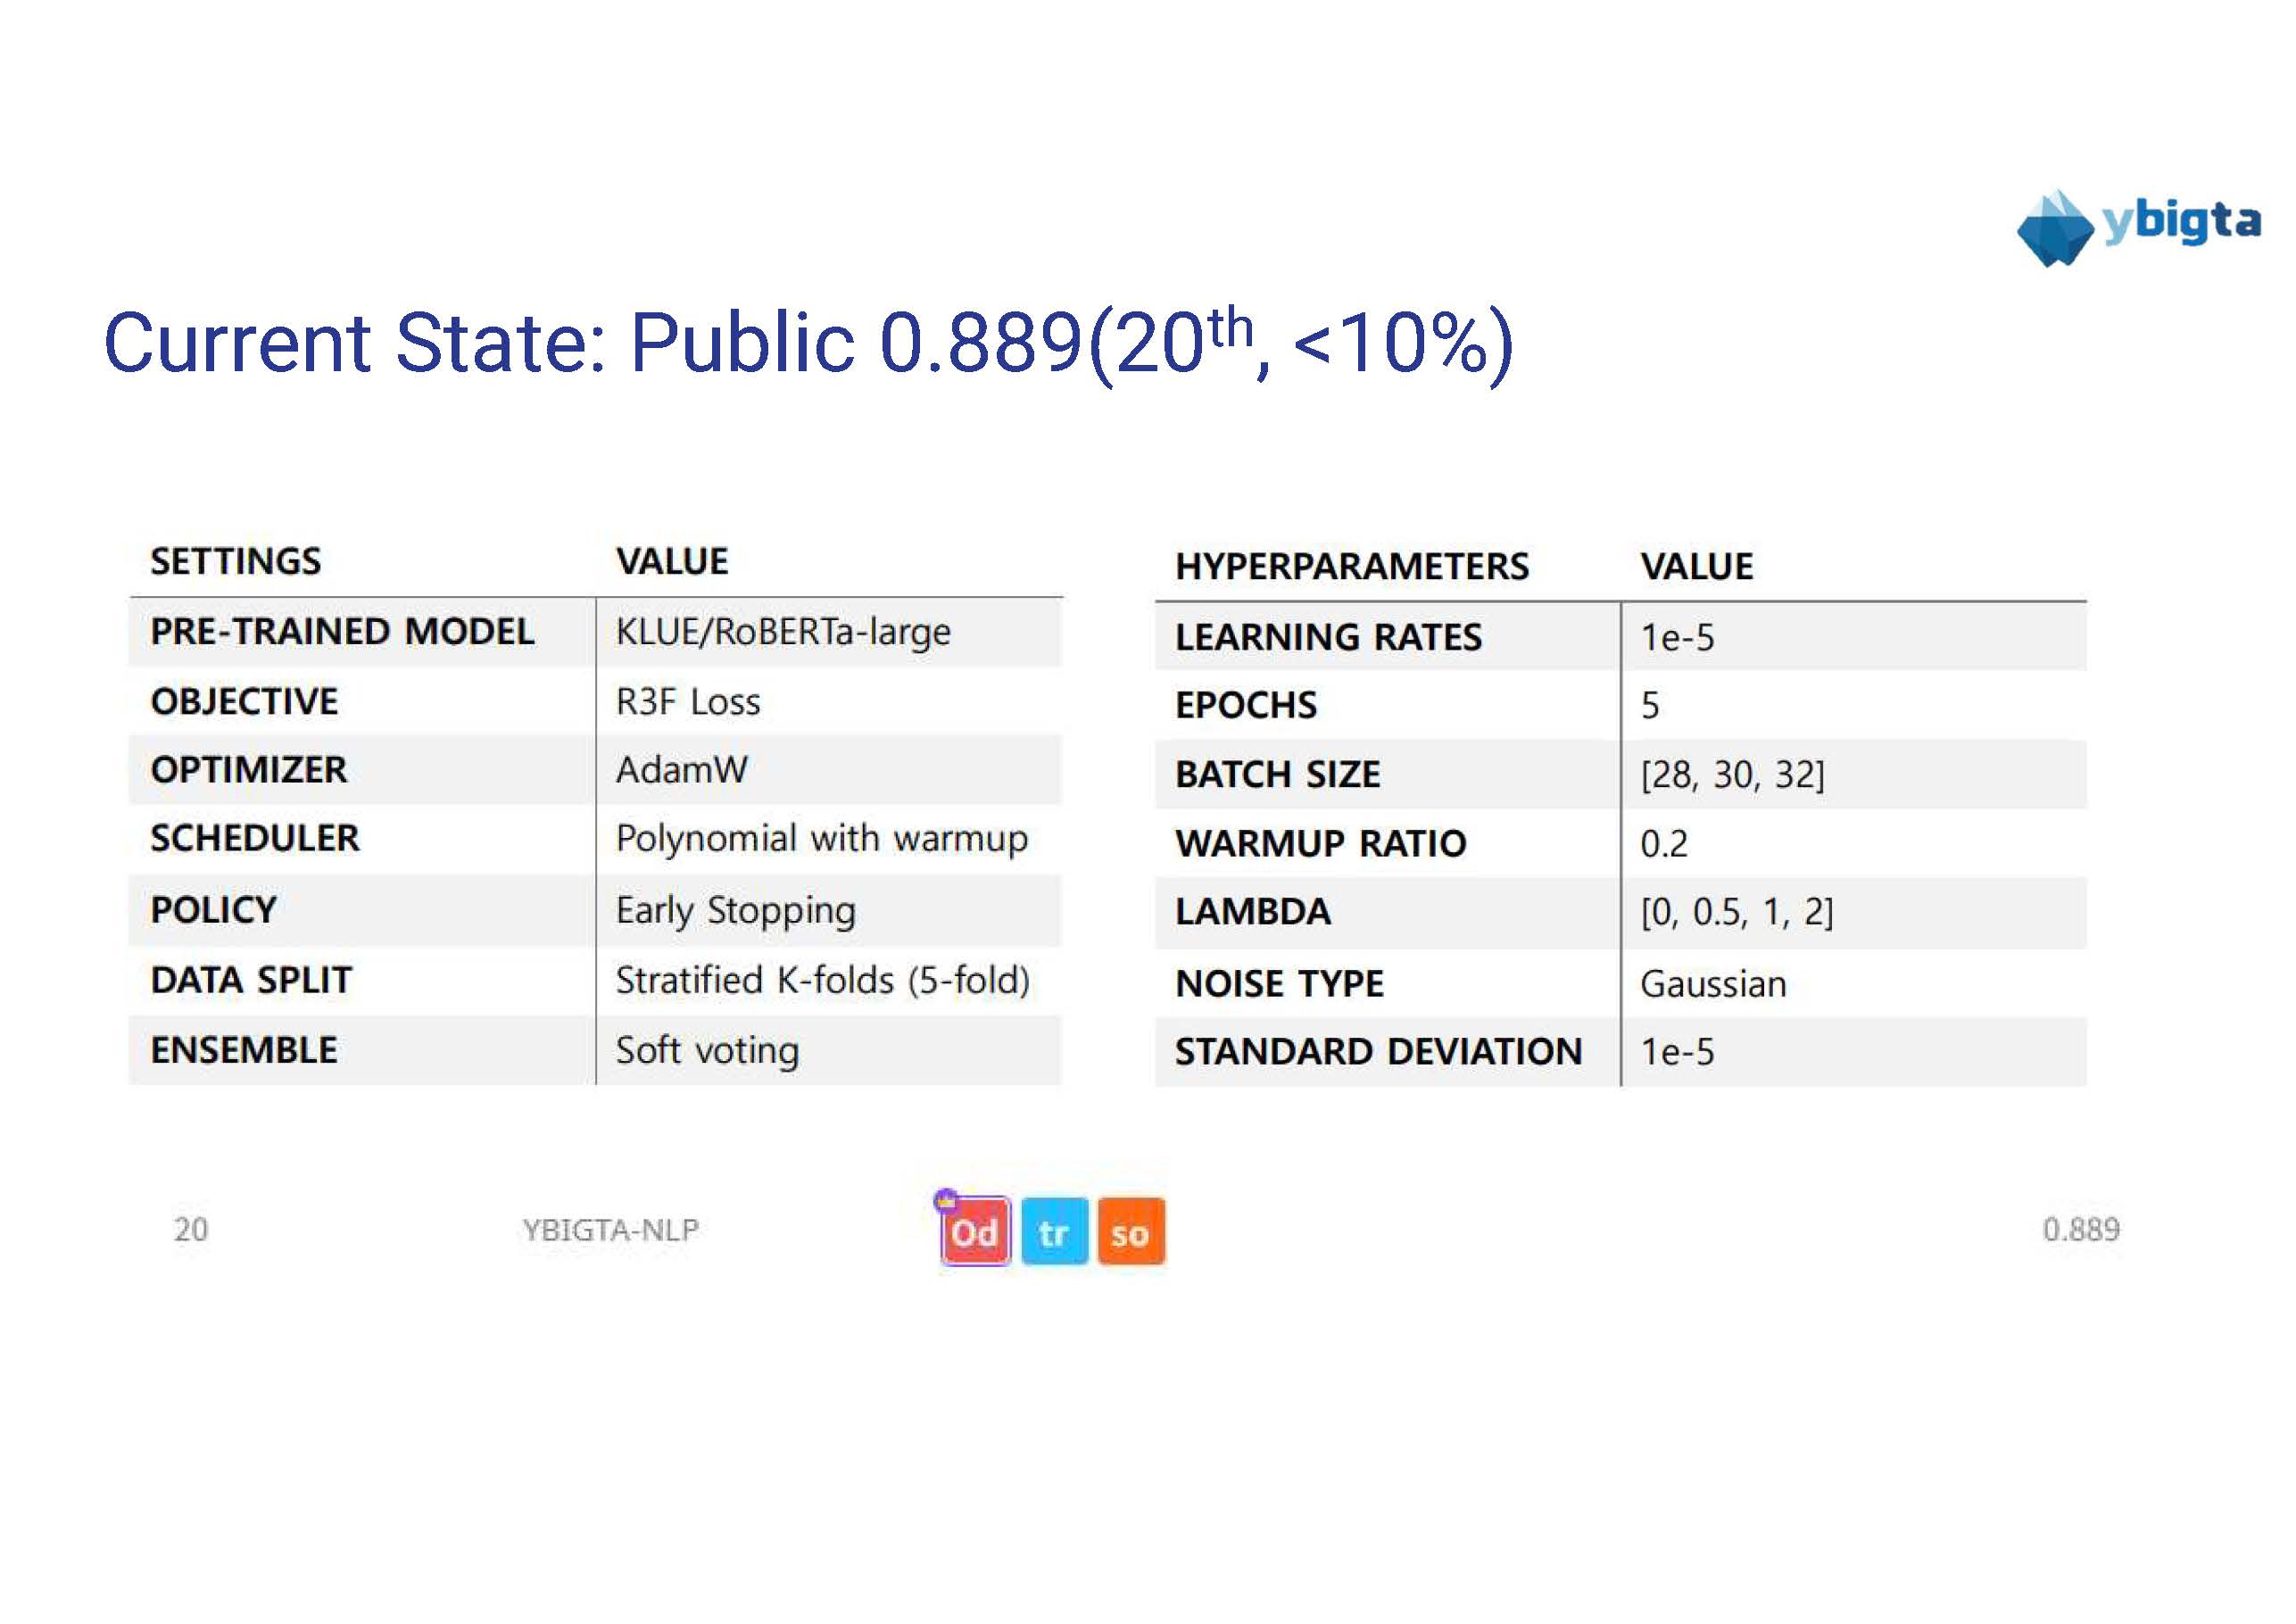 ybigta
Current State: Public 0.889(20th, <10%)
SETTINGS VALUE
PRE-TRAINED MODEL KLUE/RoBERTa-large
OBJECTIVE R3F Loss
OPTIMIZER AdamW
SCHEDULER Polynomial with warmup
POLICY Early Stopping
DATA SPLIT Stratified K-folds (5-fold)
ENSEMBLE Soft voting
HYPERPARAMETERS VALUE
LEARNING RATES 1e-5
EPOCHS 5
BATCH SIZE [28, 30, 32]
WARMUP RATIO 0.2
LAMBDA [0, 0.5, 1, 2]
NOISE TYPE Gaussian
STANDARD DEVIATION 1e-5
20 YBIGTA-NLP Od tr so 0.889